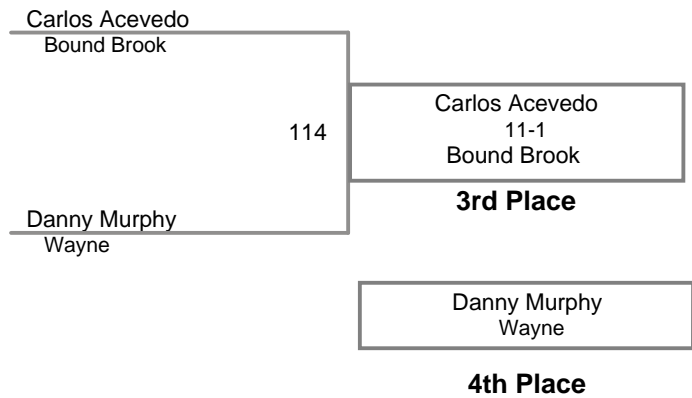 Carlos Acevedo
Bound Brook
114
Carlos Acevedo
11-1
Bound Brook
3rd Place
Danny Murphy
Wayne
Danny Murphy
Wayne
4th Place